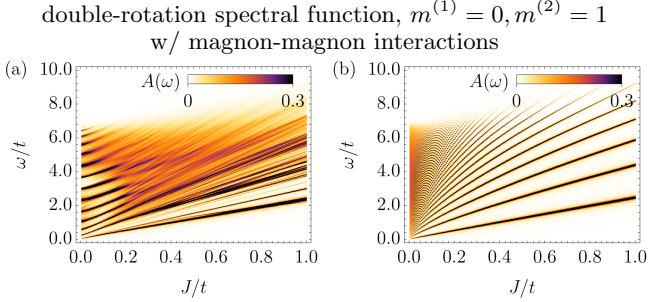 double-rotation spectral function, m⁽¹⁾ = 0, m⁽²⁾ = 1
w/ magnon-magnon interactions
(a) A(ω) 0 0.3
10.0
8.0
6.0
4.0
2.0
0.0
ω/t
0.0 0.2 0.4 0.6 0.8 1.0
J/t
(b) A(ω) 0 0.3
10.0
8.0
6.0
4.0
2.0
0.0
ω/t
0.0 0.2 0.4 0.6 0.8 1.0
J/t